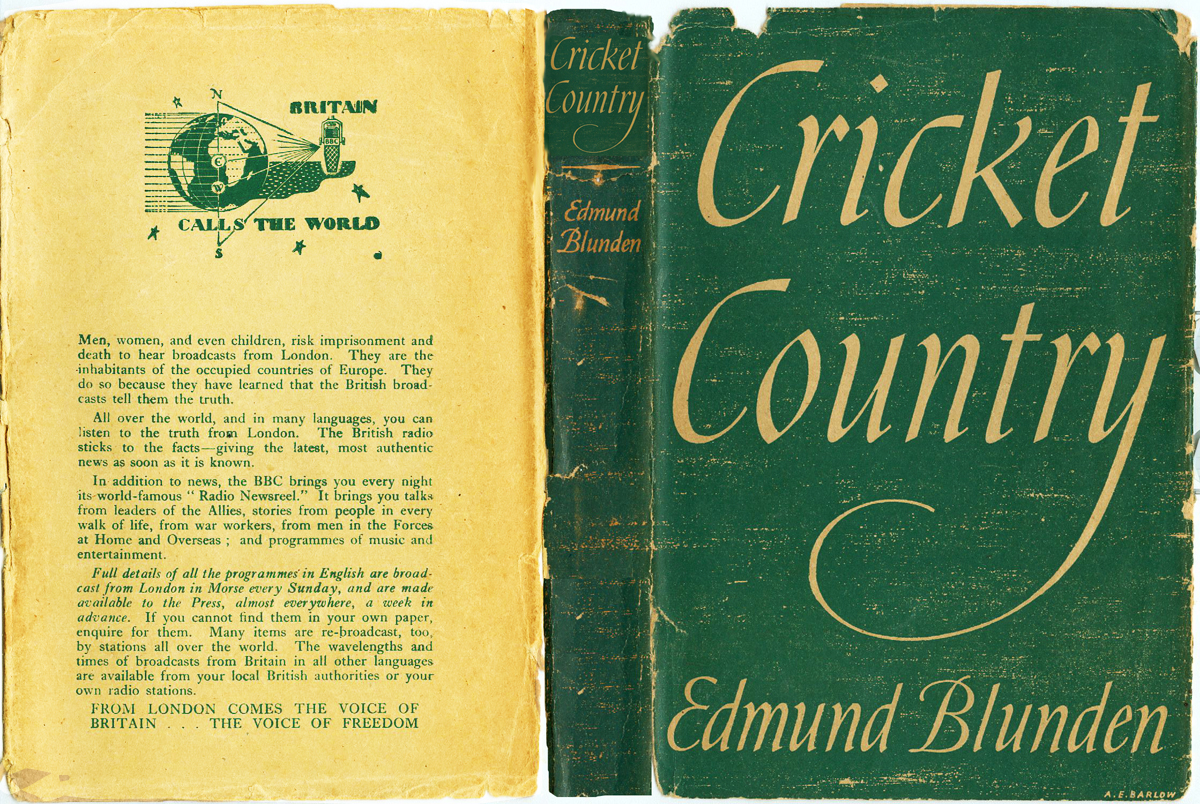 N
BRITAIN
BBC
E
W
CALLS THE WORLD
S
Men, women, and even children, risk imprisonment and
death to hear broadcasts from London. They are the
inhabitants of the occupied countries of Europe. They
do so because they have learned that the British broad-
casts tell them the truth.
All over the world, and in many languages, you can
listen to the truth from London. The British radio
sticks to the facts—giving the latest, most authentic
news as soon as it is known.
In addition to news, the BBC brings you every night
its world-famous “ Radio Newsreel.” It brings you talks
from leaders of the Allies, stories from people in every
walk of life, from war workers, from men in the Forces
at Home and Overseas ; and programmes of music and
entertainment.
Full details of all the programmes in English are broad-
cast from London in Morse every Sunday, and are made
available to the Press, almost everywhere, a week in
advance. If you cannot find them in your own paper,
enquire for them. Many items are re-broadcast, too,
by stations all over the world. The wavelengths and
times of broadcasts from Britain in all other languages
are available from your local British authorities or your
own radio stations.
FROM LONDON COMES THE VOICE OF
BRITAIN . . . THE VOICE OF FREEDOM
Cricket
Country
Edmund
Blunden
Cricket
Country
Edmund Blunden
A. E. BARLOW